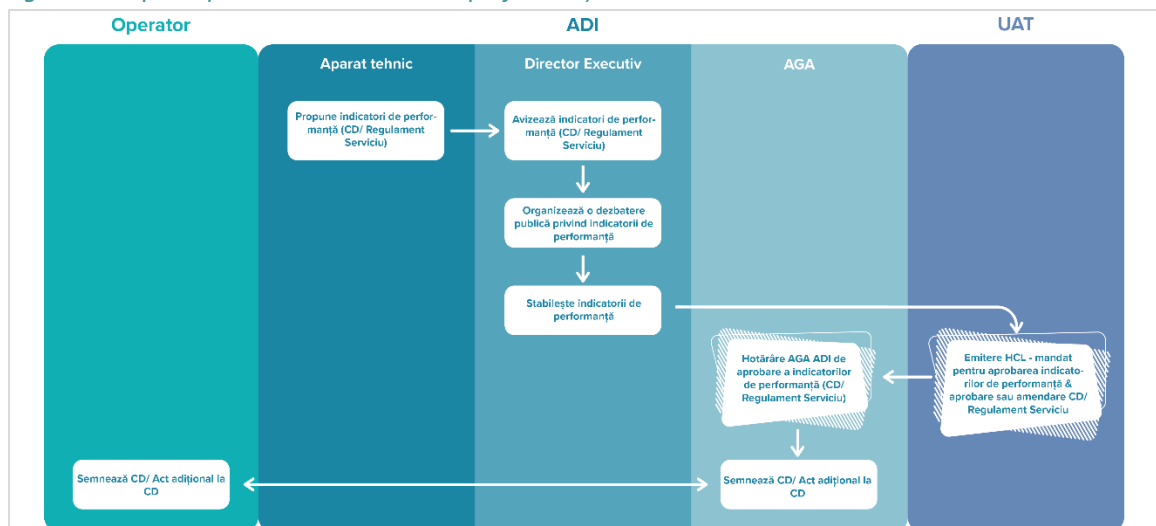 Operator
ADI
UAT
Aparat tehnic
Director Executiv
AGA
Propune indicatori de perfor-
manță (CD/ Regulament
Serviciu)
Avizează indicatori de perfor-
manță (CD/ Regulament
Serviciu)
Organizează o dezbatere
publică privind indicatorii de
performanță
Stabilește indicatorii de
performanță
Hotărâre AGA ADI de
aprobare a indicatorilor
de performanță (CD/
Regulament Serviciu)
Emitere HCL - mandat
pentru aprobarea indicato-
rilor de performanță &
aprobare sau amendare CD/
Regulament Serviciu
Semnează CD/ Act adițional la
CD
Semnează CD/ Act adițional la
CD